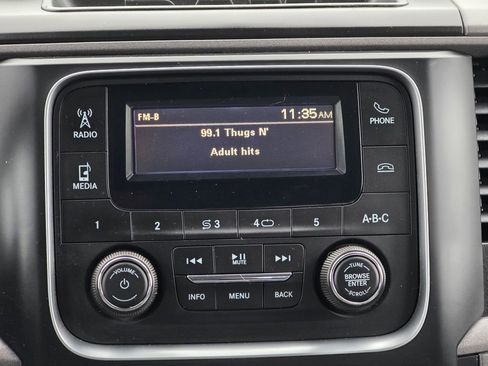 FM-B 11:35AM
99.1 Thugs N'
Adult hits
RADIO
PHONE
MEDIA
1 2 3 4 5 A-B-C
VOLUME
MUTE
INFO MENU BACK
TUNE
BROWSE
ENTER
SCROLL